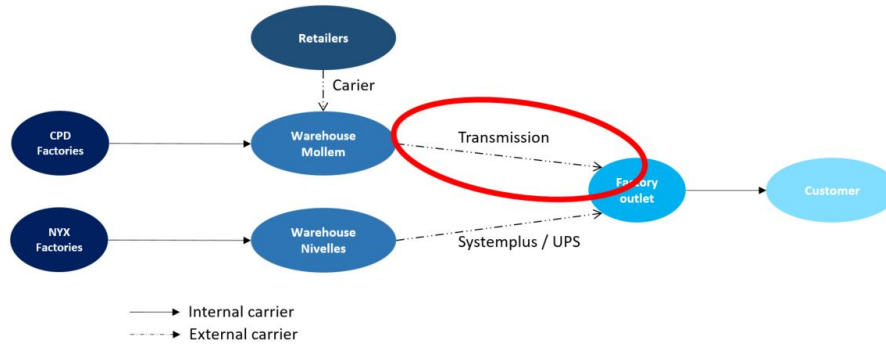 Retailers
Carier
CPD
Factories
Warehouse
Mollem
Transmission
Factory
outlet
Customer
NYX
Factories
Warehouse
Nivelles
Systemplus / UPS
Internal carrier
External carrier